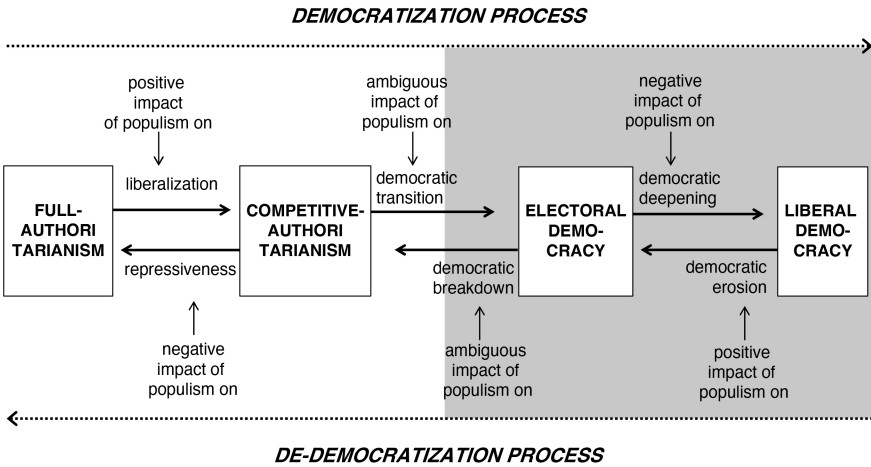 DEMOCRATIZATION PROCESS
positive
impact
of populism on
ambiguous
impact of
populism on
negative
impact of
populism on
liberalization
democratic
transition
democratic
deepening
FULL-
AUTHORI
TARIANISM
COMPETITIVE-
AUTHORI
TARIANISM
ELECTORAL
DEMO-
CRACY
LIBERAL
DEMO-
CRACY
repressiveness
democratic
breakdown
democratic
erosion
negative
impact of
populism on
ambiguous
impact of
populism on
positive
impact of
populism on
DE-DEMOCRATIZATION PROCESS